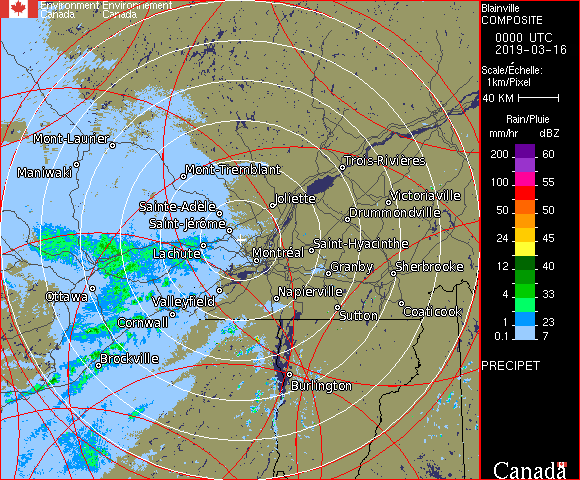 Environment Environnement
Canada Canada
Blainville
COMPOSITE
0000 UTC
2019-03-16
Scale/Échelle:
1km/Pixel
40 KM
Rain/Pluie
mm/hr dBZ
200 60
100 55
50 50
24 45
12 40
4 33
1 23
0.1 7
PRECIPET
Mont-Laurier
Maniwaki
Mont-Tremblant
Trois-Rivières
Joliette
Victoriaville
Sainte-Adèle
Drummondville
Saint-Jérôme
Lachute
Montréal
Saint-Hyacinthe
Granby
Sherbrooke
Ottawa
Valleyfield
Napierville
Cornwall
Sutton
Coaticook
Brockville
Burlington
Canada